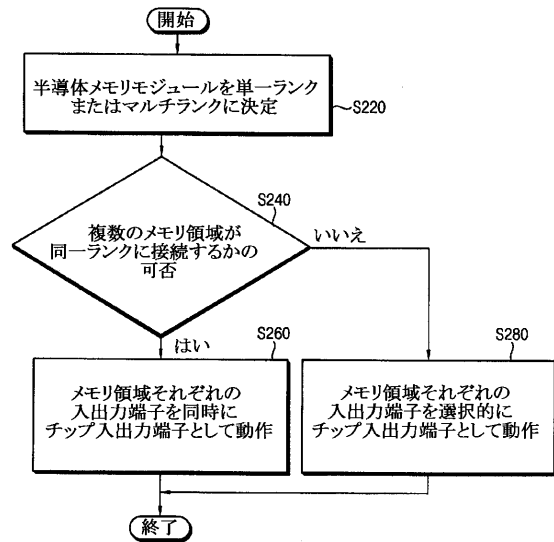 開始
半導体メモリモジュールを単一ランク
またはマルチランクに決定
S220
S240
複数のメモリ領域が
同一ランクに接続するかの
可否
いいえ
はい
S260
メモリ領域それぞれの
入出力端子を同時に
チップ入出力端子として動作
S280
メモリ領域それぞれの
入出力端子を選択的に
チップ入出力端子として動作
終了